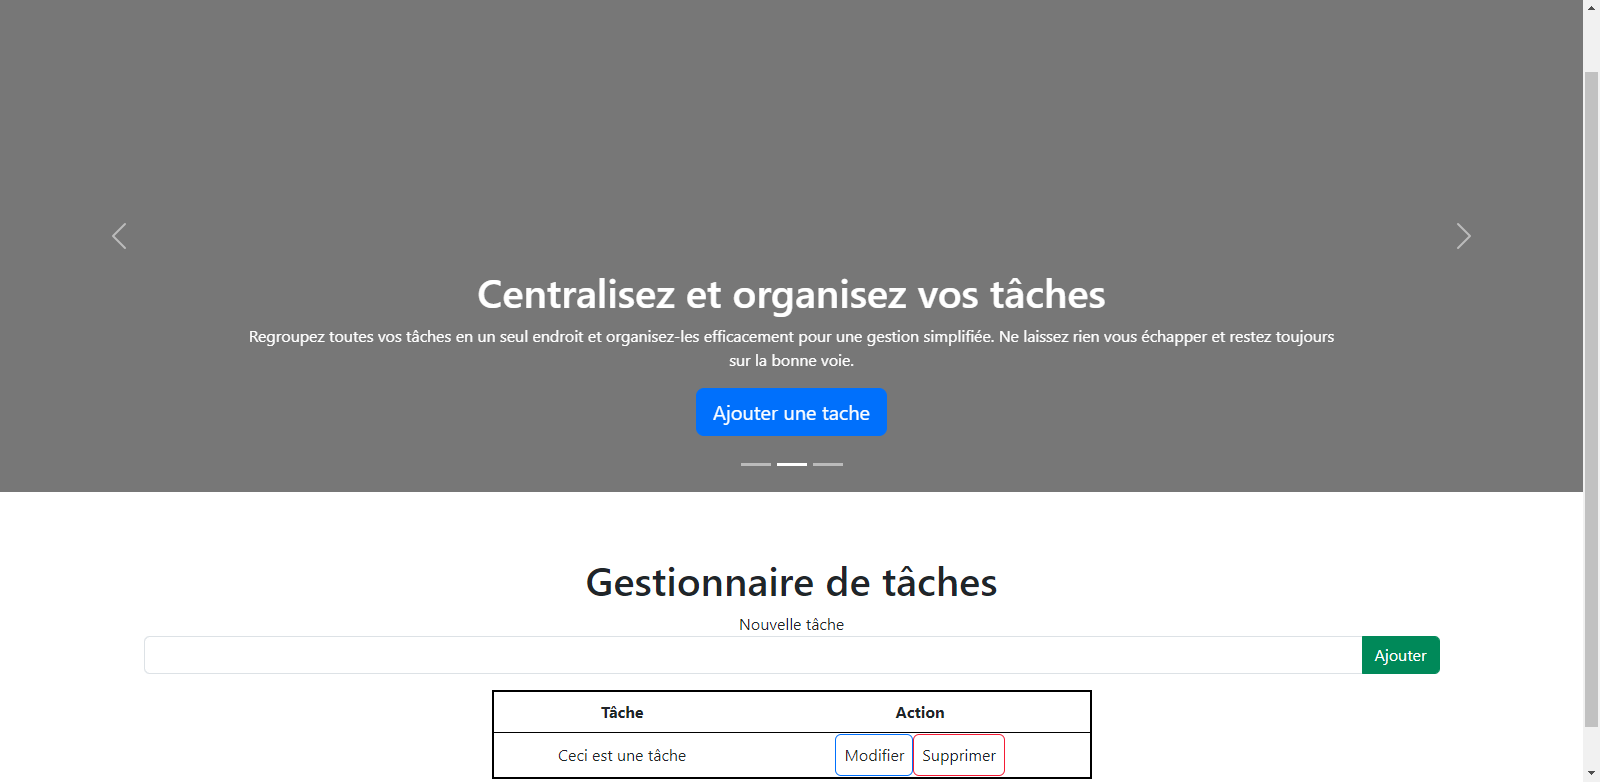 Centralisez et organisez vos tâches
Regroupez toutes vos tâches en un seul endroit et organisez-les efficacement pour une gestion simplifiée. Ne laissez rien vous échapper et restez toujours
sur la bonne voie.
Ajouter une tache
Gestionnaire de tâches
Nouvelle tâche
Ajouter
Tâche Action
Ceci est une tâche Modifier Supprimer